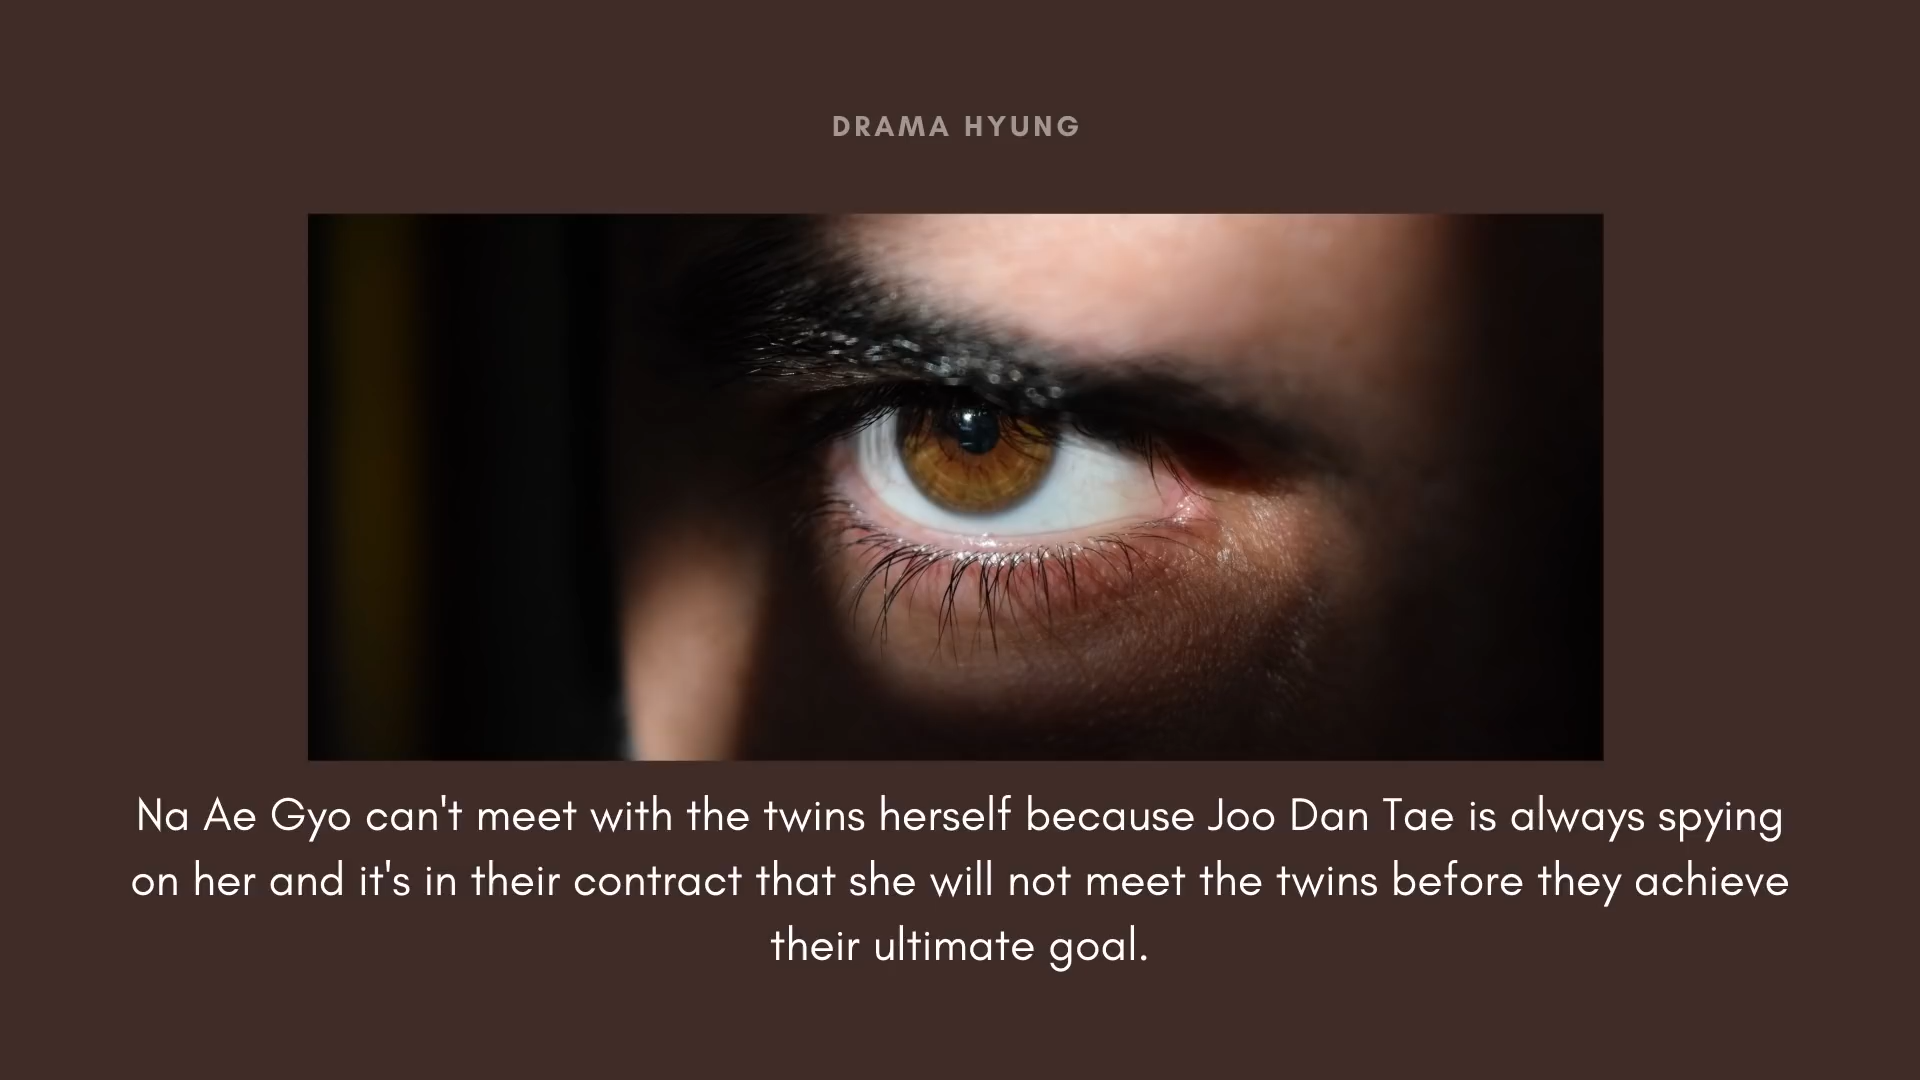 DRAMA HYUNG
Na Ae Gyo can't meet with the twins herself because Joo Dan Tae is always spying
on her and it's in their contract that she will not meet the twins before they achieve
their ultimate goal.